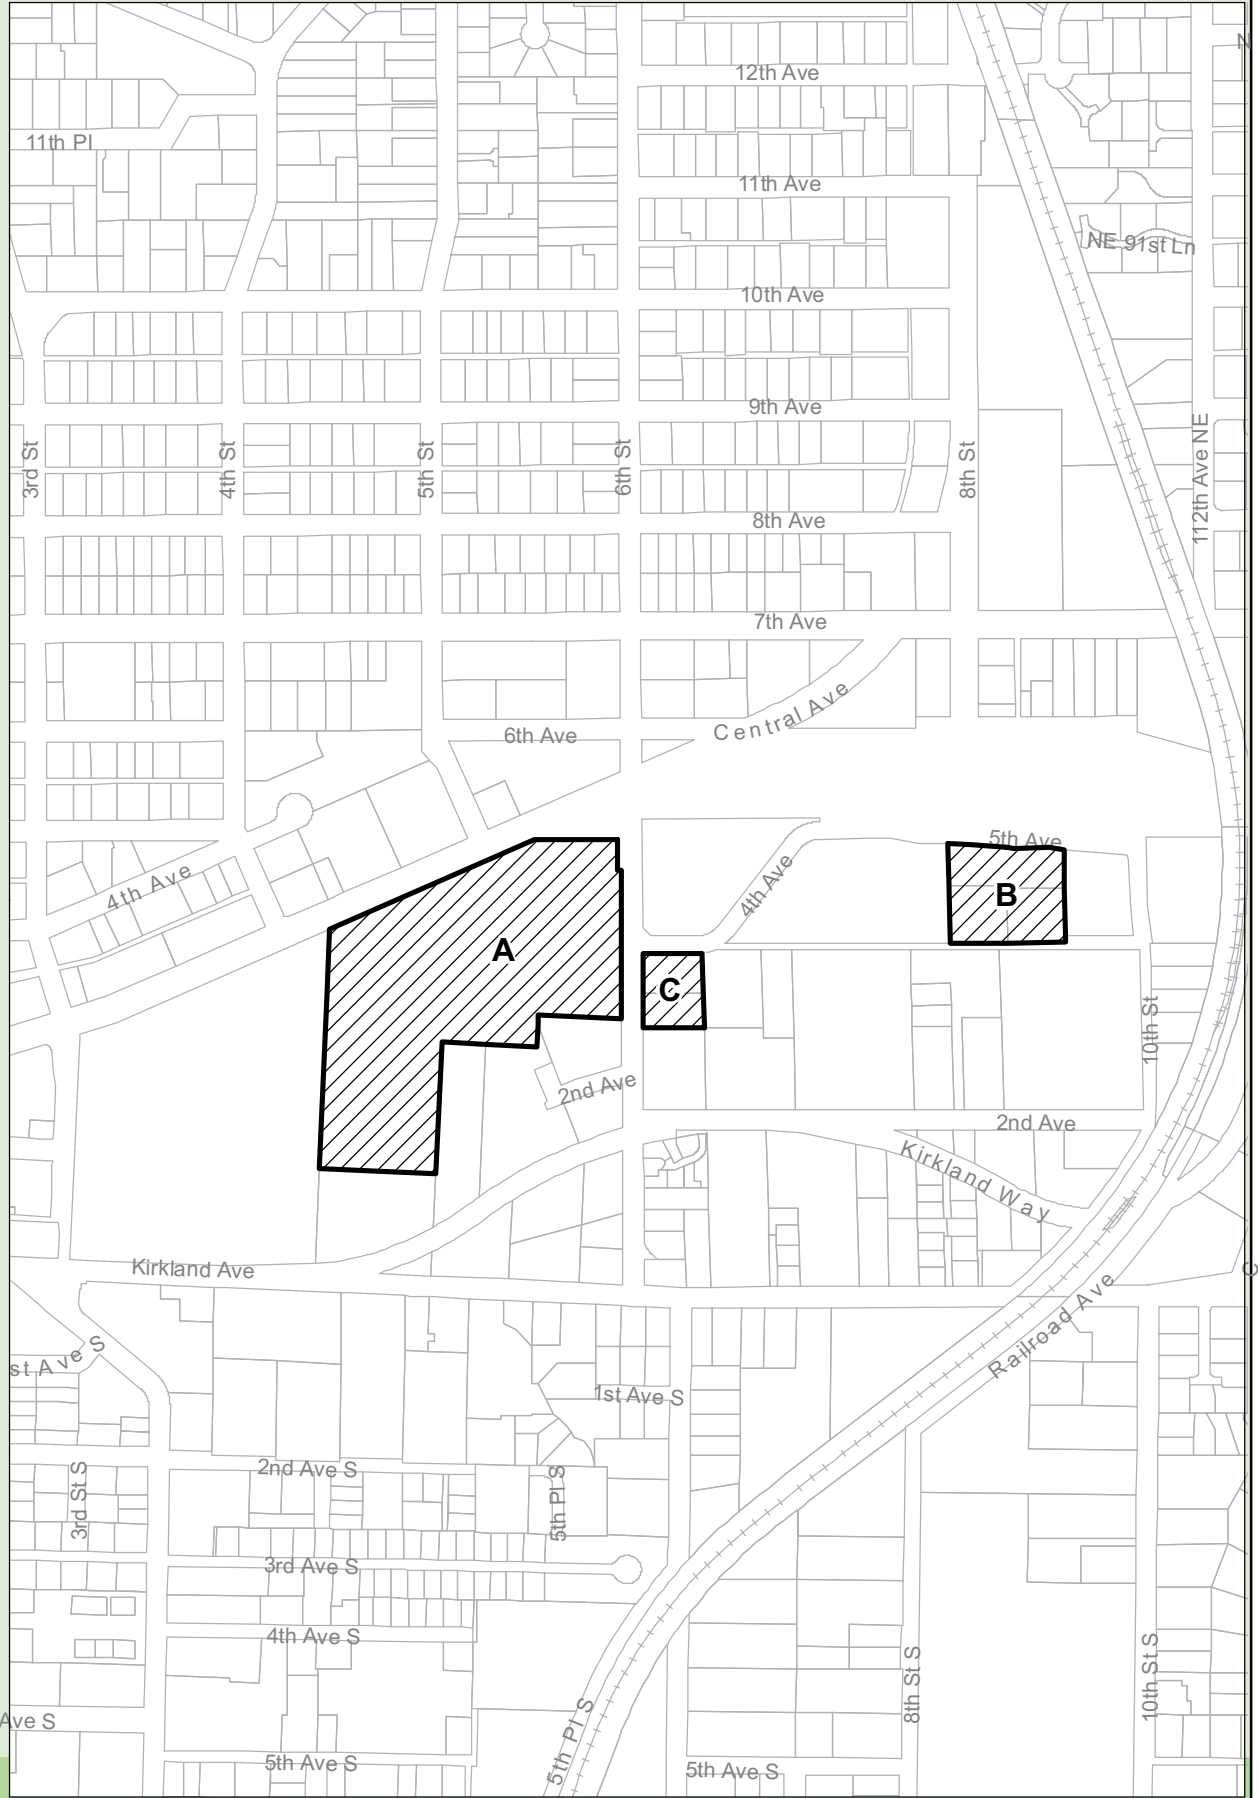 12th Ave
11th Pl
11th Ave
NE 91st Ln
10th Ave
9th Ave
3rd St
4th St
5th St
6th St
8th St
112th Ave NE
8th Ave
7th Ave
Central Ave
6th Ave
5th Ave
4th Ave
4th Ave
B
A
C
10th St
2nd Ave
2nd Ave
Kirkland Way
Kirkland Ave
Railroad Ave
st Ave S
1st Ave S
2nd Ave S
3rd St S
5th Pl S
3rd Ave S
4th Ave S
8th St S
10th St S
Ave S
5th Pl S
5th Ave S
5th Ave S